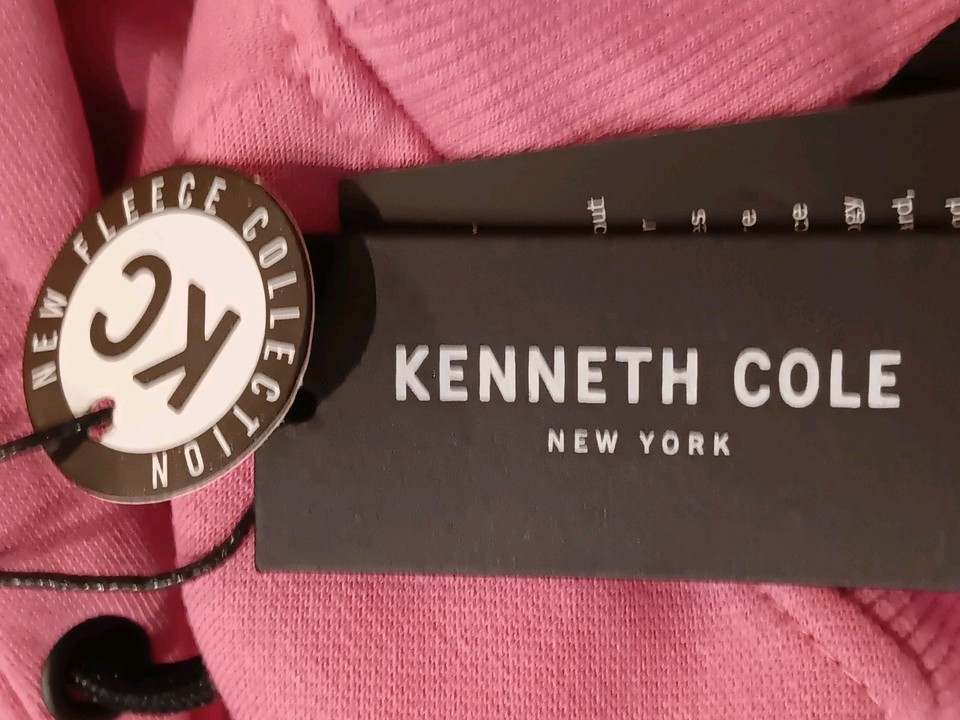 NEW FLEECE COLLECTION
KC
KENNETH COLE
NEW YORK